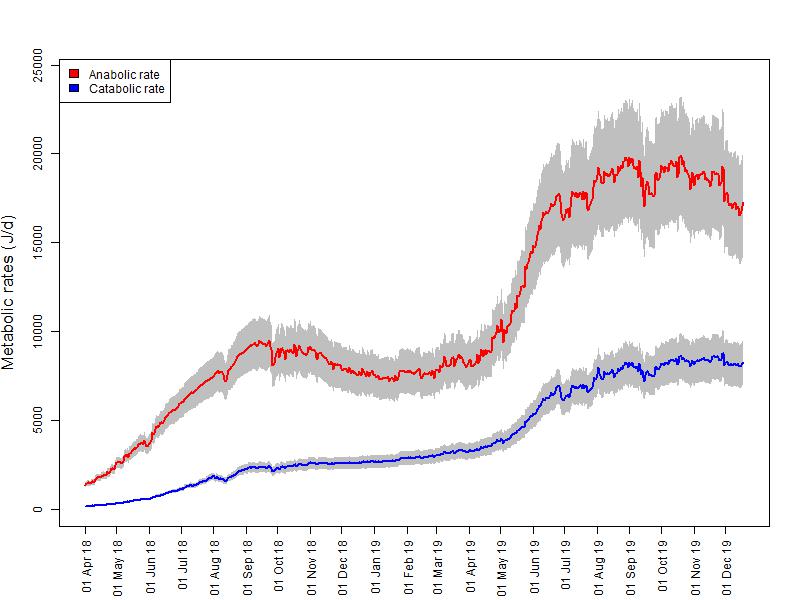 Anabolic rate
Catabolic rate
Metabolic rates (J/d)
25000
20000
15000
10000
5000
0
01 Apr 18
01 May 18
01 Jun 18
01 Jul 18
01 Aug 18
01 Sep 18
01 Oct 18
01 Nov 18
01 Dec 18
01 Jan 19
01 Feb 19
01 Mar 19
01 Apr 19
01 May 19
01 Jun 19
01 Jul 19
01 Aug 19
01 Sep 19
01 Oct 19
01 Nov 19
01 Dec 19